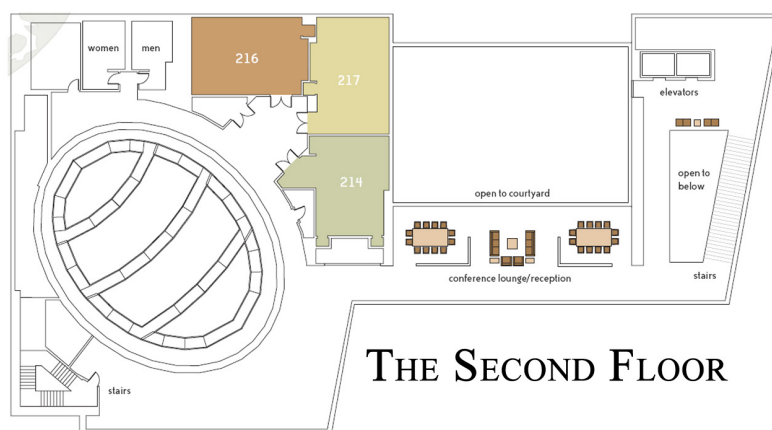 women
men
216
217
elevators
214
open to
below
open to courtyard
conference lounge/reception
stairs
THE SECOND FLOOR
stairs